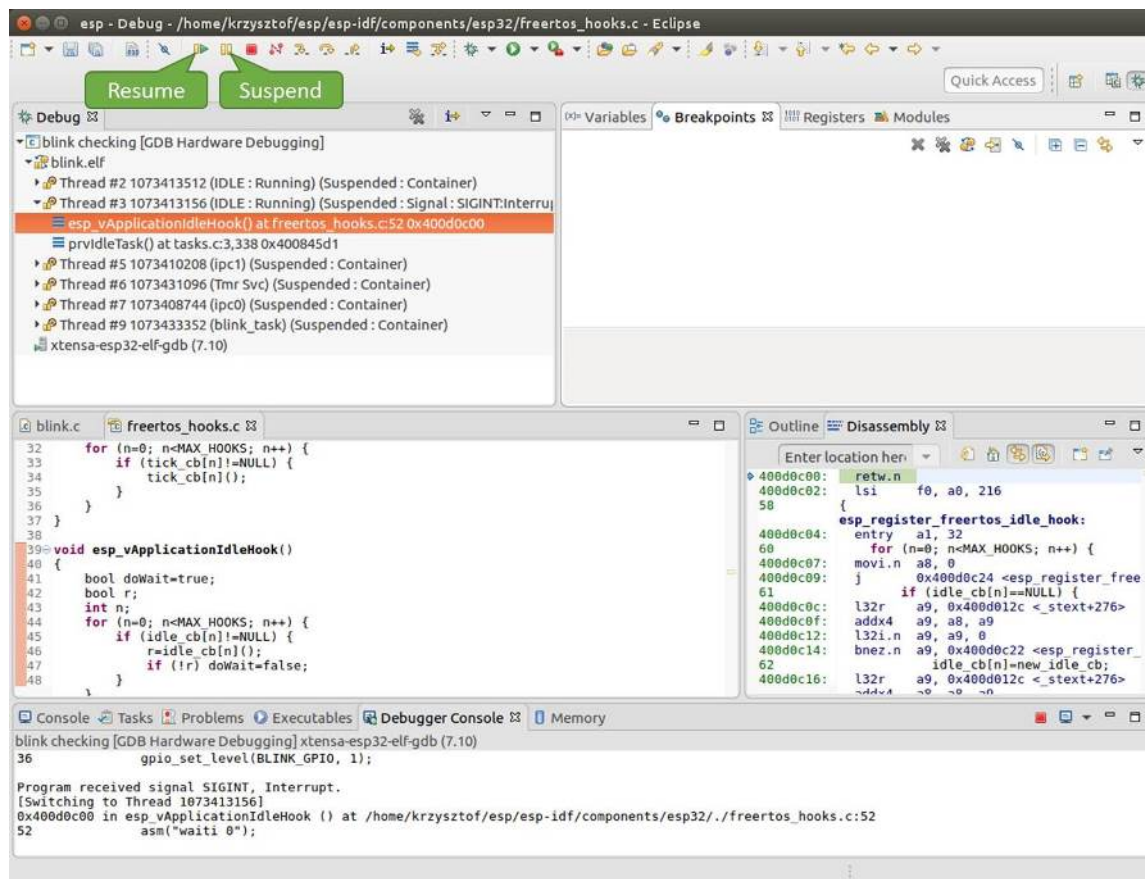 esp - Debug - /home/krzysztof/esp/esp-idf/components/esp32/freertos_hooks.c - Eclipse
Resume
Suspend
Quick Access
Debug
(x)= Variables
Breakpoints
Registers
Modules
blink checking [GDB Hardware Debugging]
blink.elf
Thread #2 1073413512 (IDLE : Running) (Suspended : Container)
Thread #3 1073413156 (IDLE : Running) (Suspended : Signal : SIGINT:Interrup
esp_vApplicationIdleHook() at freertos_hooks.c:52 0x400d0c00
prvIdleTask() at tasks.c:3,338 0x400845d1
Thread #5 1073410208 (ipc1) (Suspended : Container)
Thread #6 1073431096 (Tmr Svc) (Suspended : Container)
Thread #7 1073408744 (ipc0) (Suspended : Container)
Thread #9 1073433352 (blink_task) (Suspended : Container)
xtensa-esp32-elf-gdb (7.10)
blink.c
freertos_hooks.c
32 for (n=0; n<MAX_HOOKS; n++) {
33 if (tick_cb[n]!=NULL) {
34 tick_cb[n]();
35 }
36 }
37 }
38
39 void esp_vApplicationIdleHook()
40 {
41 bool doWait=true;
42 bool r;
43 int n;
44 for (n=0; n<MAX_HOOKS; n++) {
45 if (idle_cb[n]!=NULL) {
46 r=idle_cb[n]();
47 if (!r) doWait=false;
48 }
}
Outline
Disassembly
Enter location her
400d0c00: retw.n
400d0c02: lsi f0, a0, 216
58 {
esp_register_freertos_idle_hook:
400d0c04: entry a1, 32
60 for (n=0; n<MAX_HOOKS; n++) {
400d0c07: movi.n a8, 0
400d0c09: j 0x400d0c24 <esp_register_free
61 if (idle_cb[n]==NULL) {
400d0c0c: l32r a9, 0x400d012c <_stext+276>
400d0c0f: addx4 a9, a8, a9
400d0c12: l32i.n a9, a9, 0
400d0c14: bnez.n a9, 0x400d0c22 <esp_register_
62 idle_cb[n]=new_idle_cb;
400d0c16: l32r a9, 0x400d012c <_stext+276>
addx4 a8, a8, a9
Console
Tasks
Problems
Executables
Debugger Console
Memory
blink checking [GDB Hardware Debugging] xtensa-esp32-elf-gdb (7.10)
36 gpio_set_level(BLINK_GPIO, 1);
Program received signal SIGINT, Interrupt.
[Switching to Thread 1073413156]
0x400d0c00 in esp_vApplicationIdleHook () at /home/krzysztof/esp/esp-idf/components/esp32/./freertos_hooks.c:52
52 asm("waiti 0");